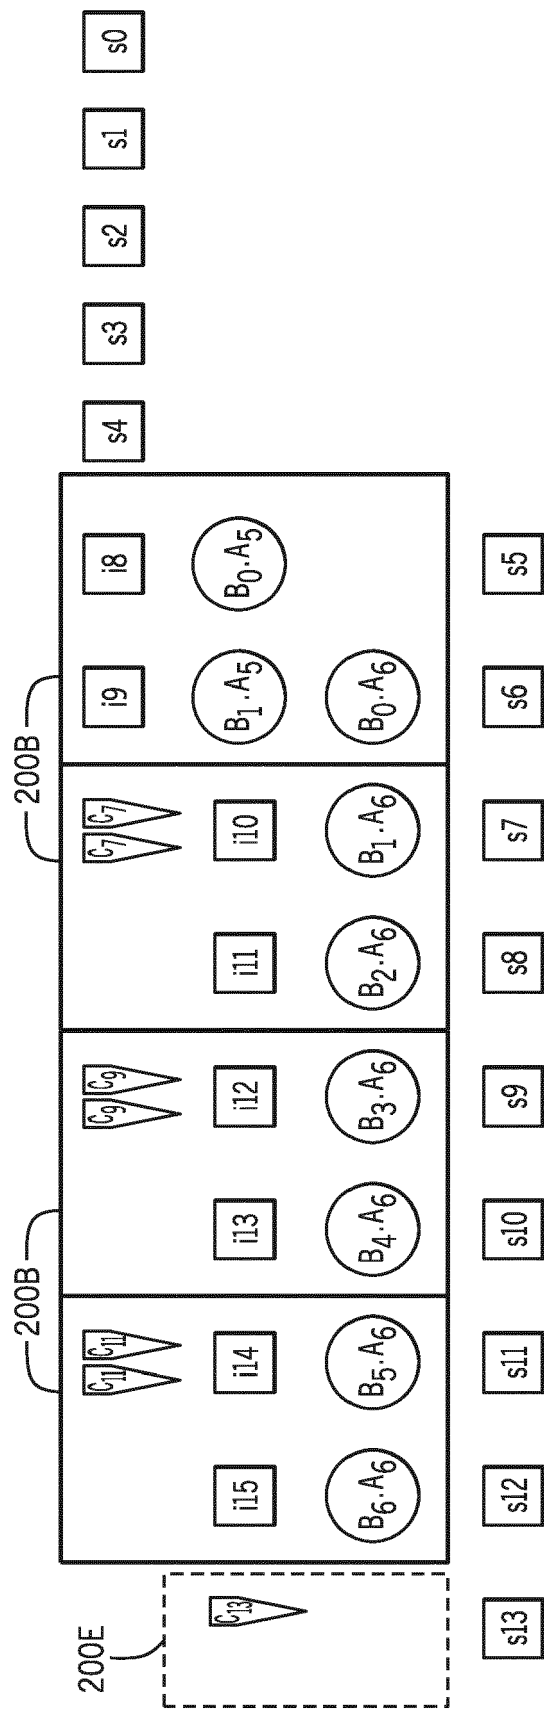 200B 200B
200E
C₁₁ C₁₁ C₉ C₉ C₇ C₇ i9 i8 s4 s3 s2 s1 s0
C₁₃ i15 i14 i13 i12 i11 i10 B₁·A₅ B₀·A₅
B₆·A₆ B₅·A₆ B₄·A₆ B₃·A₆ B₂·A₆ B₁·A₆ B₀·A₆
s13 s12 s11 s10 s9 s8 s7 s6 s5